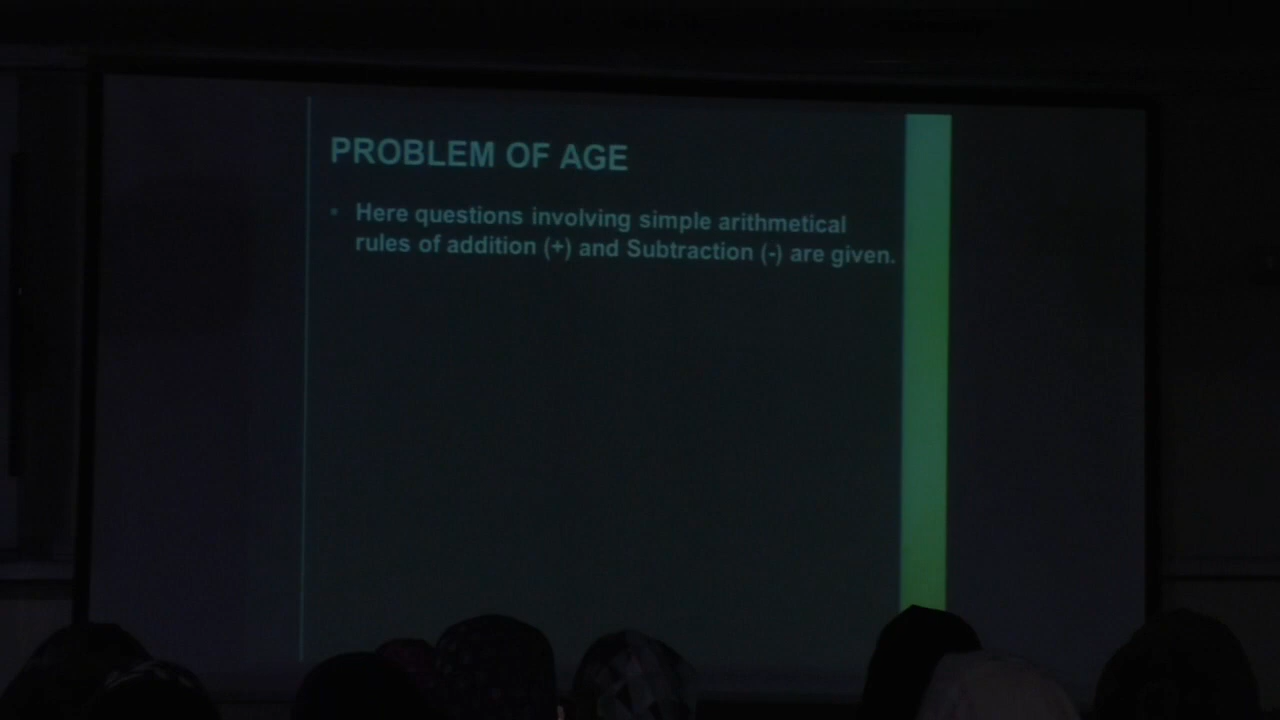 PROBLEM OF AGE
• Here questions involving simple arithmetical
rules of addition (+) and Subtraction (-) are given.